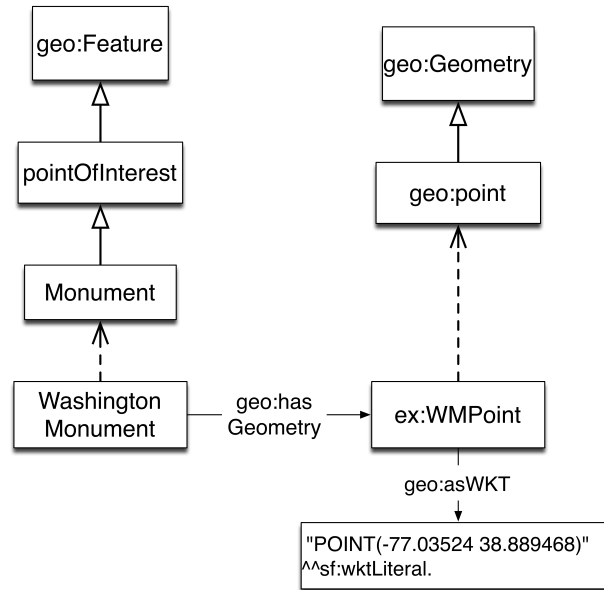 geo:Feature
geo:Geometry
pointOfInterest
geo:point
Monument
Washington
Monument
geo:has
Geometry
ex:WMPoint
geo:asWKT
"POINT(-77.03524 38.889468)"
^^sf:wktLiteral.